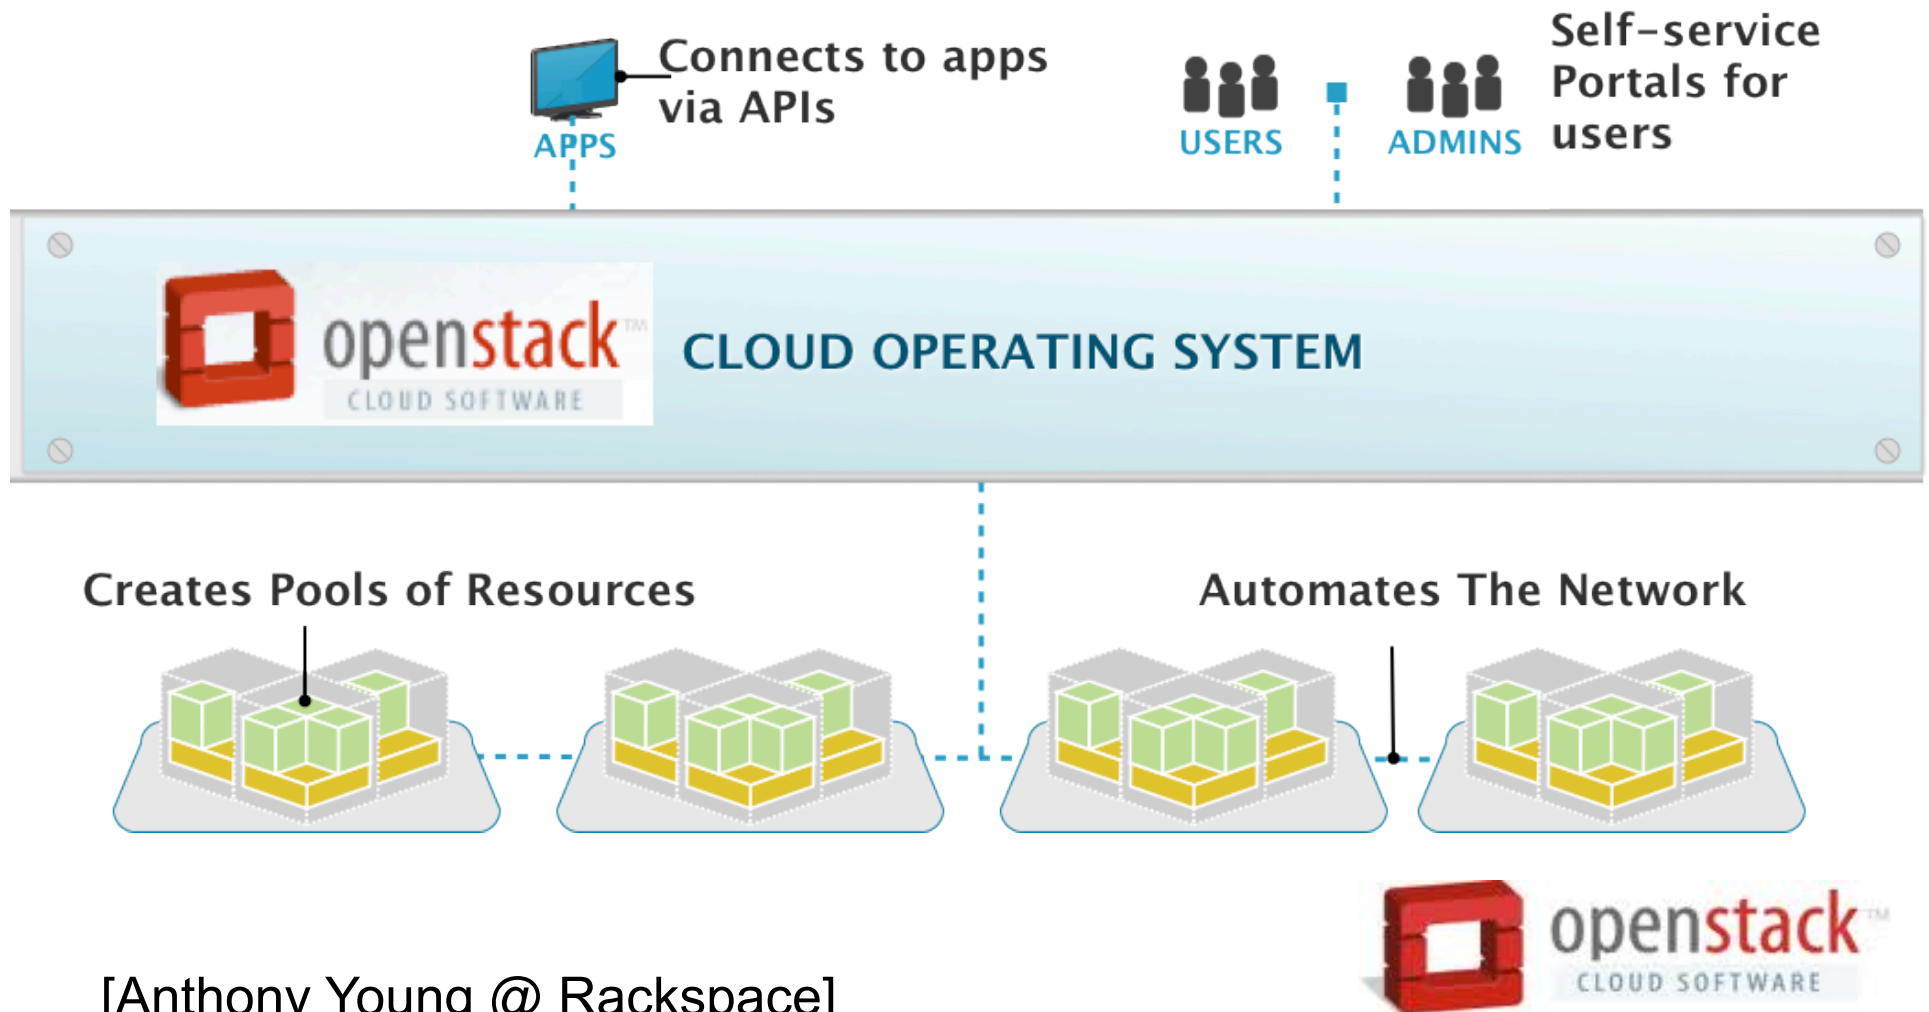 Connects to apps
via APIs
APPS
USERS
ADMINS
Self-service
Portals for
users
openstack™
CLOUD SOFTWARE
CLOUD OPERATING SYSTEM
Creates Pools of Resources
Automates The Network
openstack™
CLOUD SOFTWARE
[Anthony Young @ Rackspace]